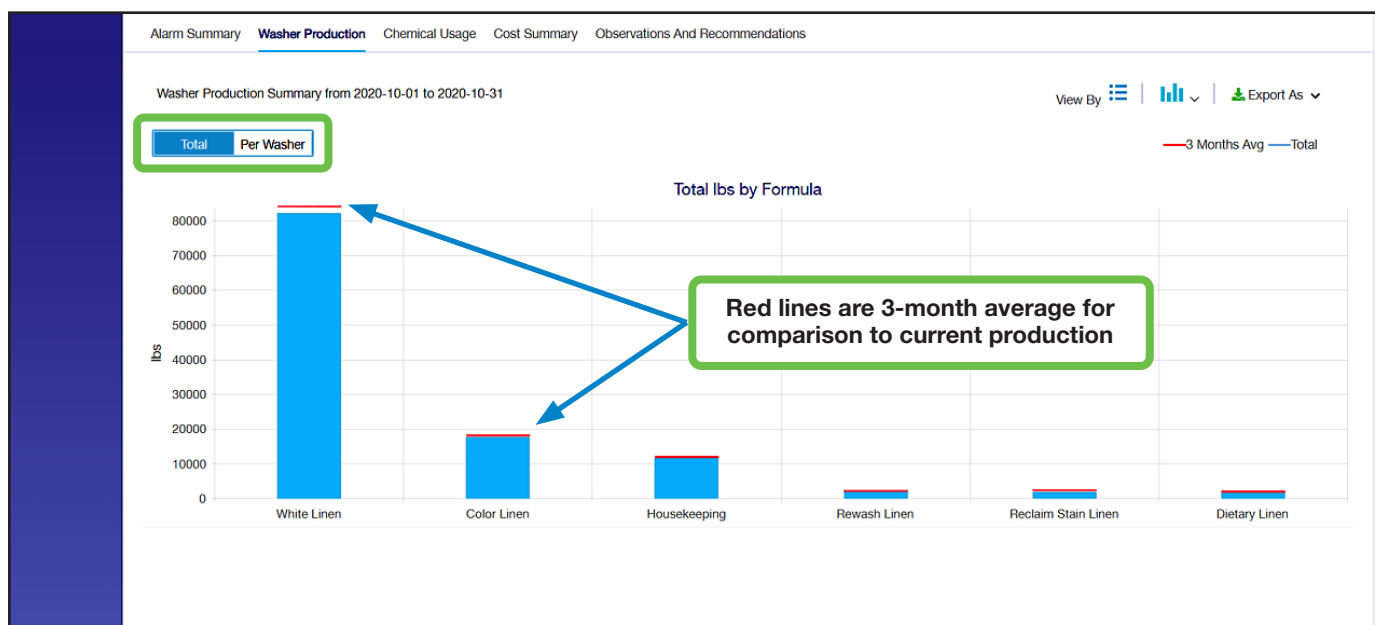 Alarm Summary Washer Production Chemical Usage Cost Summary Observations And Recommendations
Washer Production Summary from 2020-10-01 to 2020-10-31
View By Export As
Total Per Washer
3 Months Avg Total
Total lbs by Formula
80000
70000
60000
50000
40000
30000
20000
10000
0
lbs
Red lines are 3-month average for
comparison to current production
White Linen Color Linen Housekeeping Rewash Linen Reclaim Stain Linen Dietary Linen